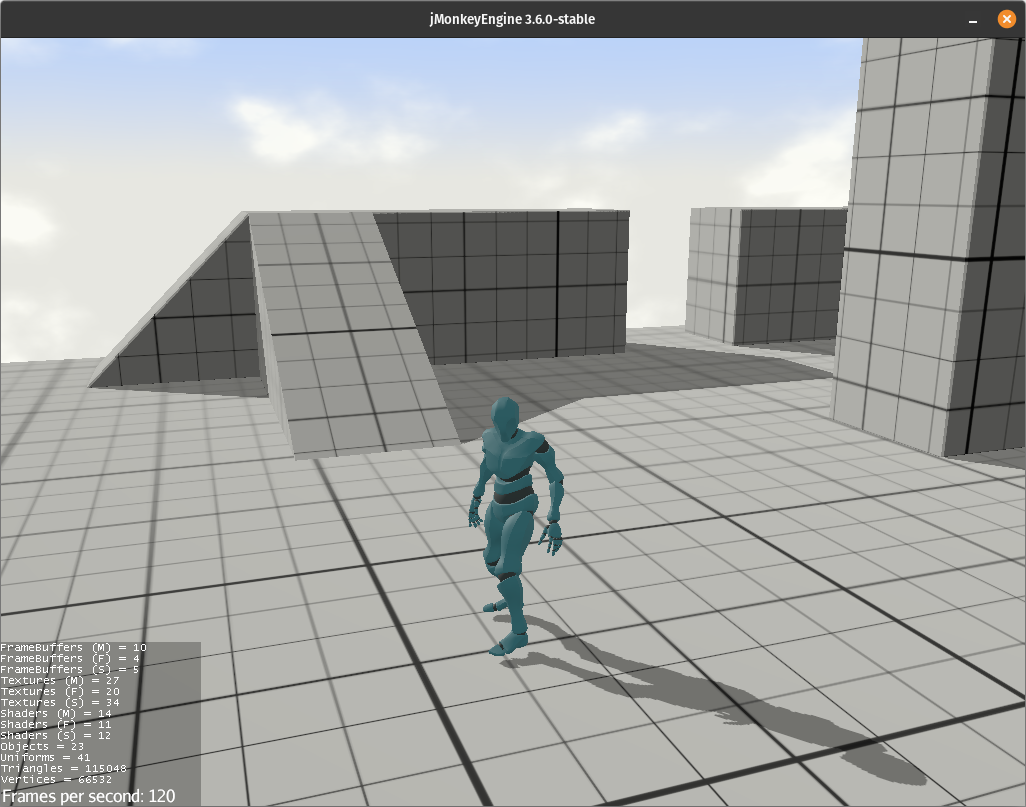 jMonkeyEngine 3.6.0-stable
FrameBuffers (M) = 10
FrameBuffers (F) = 4
FrameBuffers (S) = 5
Textures (M) = 27
Textures (F) = 20
Textures (S) = 34
Shaders (M) = 14
Shaders (F) = 11
Shaders (S) = 12
Objects = 23
Uniforms = 41
Triangles = 115048
Vertices = 66532
Frames per second: 120